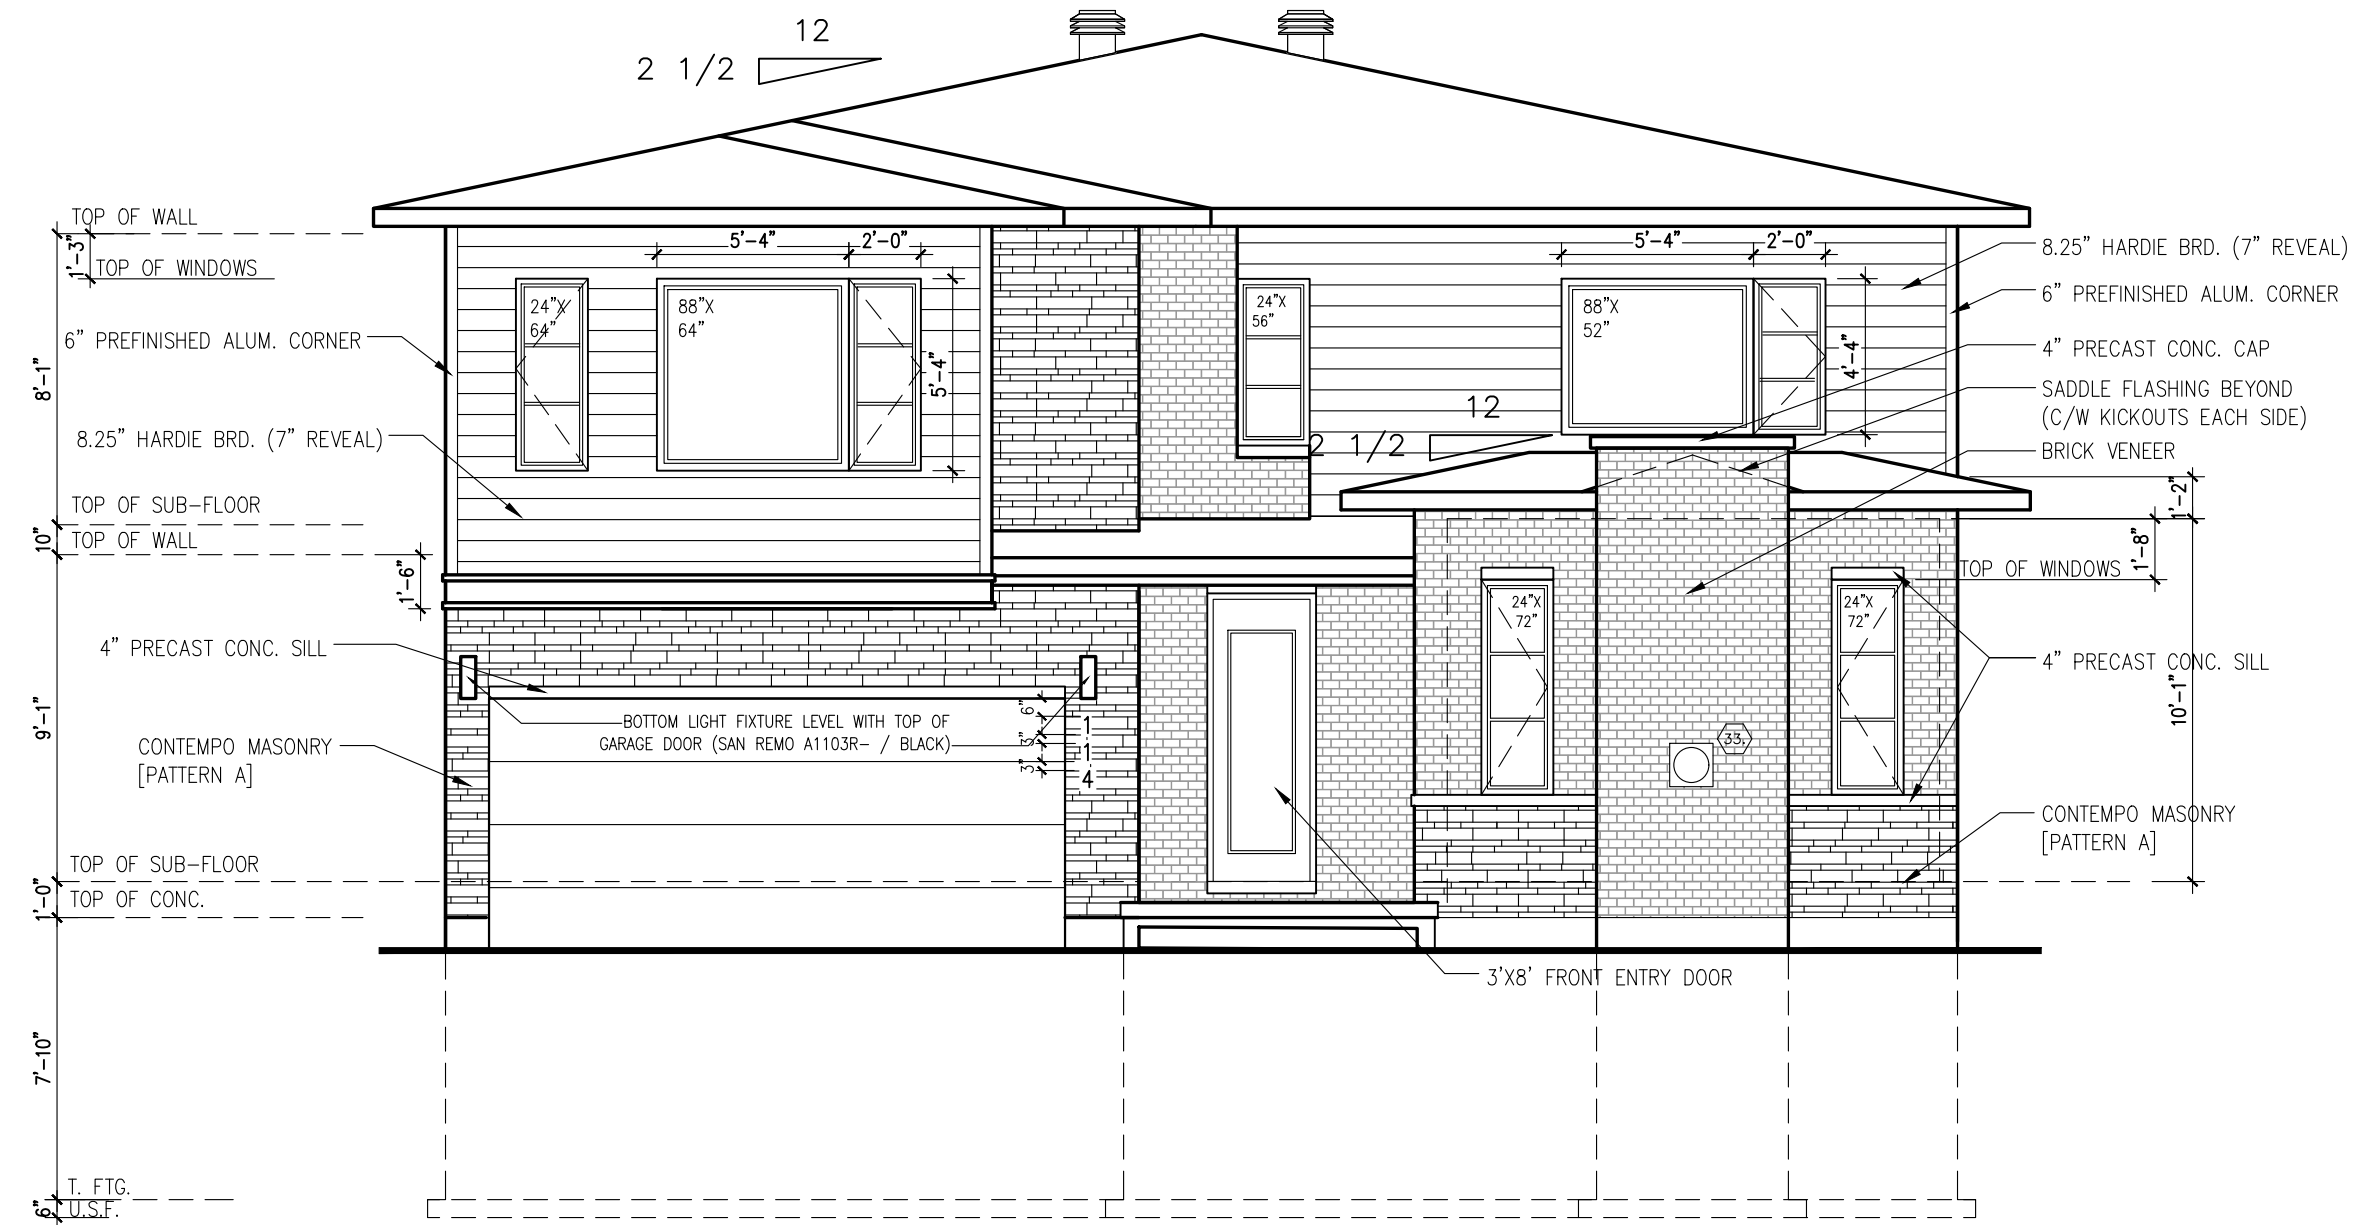 12
2 1/2
TOP OF WALL
1'-3"
TOP OF WINDOWS
5'-4"
2'-0"
5'-4"
2'-0"
8.25" HARDIE BRD. (7" REVEAL)
6" PREFINISHED ALUM. CORNER
24"X
64"
88"X
64"
24"X
56"
88"X
52"
6" PREFINISHED ALUM. CORNER
4" PRECAST CONC. CAP
8'-1"
5'-4"
4'-4"
SADDLE FLASHING BEYOND
(C/W KICKOUTS EACH SIDE)
12
2 1/2
8.25" HARDIE BRD. (7" REVEAL)
BRICK VENEER
TOP OF SUB-FLOOR
1'-2"
10"
TOP OF WALL
1'-8"
TOP OF WINDOWS
1'-6"
24"X
72"
24"X
72"
4" PRECAST CONC. SILL
4" PRECAST CONC. SILL
9'-1"
10'-1"
BOTTOM LIGHT FIXTURE LEVEL WITH TOP OF
GARAGE DOOR (SAN REMO A1103R- / BLACK)
6"
3"
3"
1
1
4
33.
CONTEMPO MASONRY
[PATTERN A]
CONTEMPO MASONRY
[PATTERN A]
TOP OF SUB-FLOOR
1'-0"
TOP OF CONC.
3'X8' FRONT ENTRY DOOR
7'-10"
T. FTG.
6"
U.S.F.